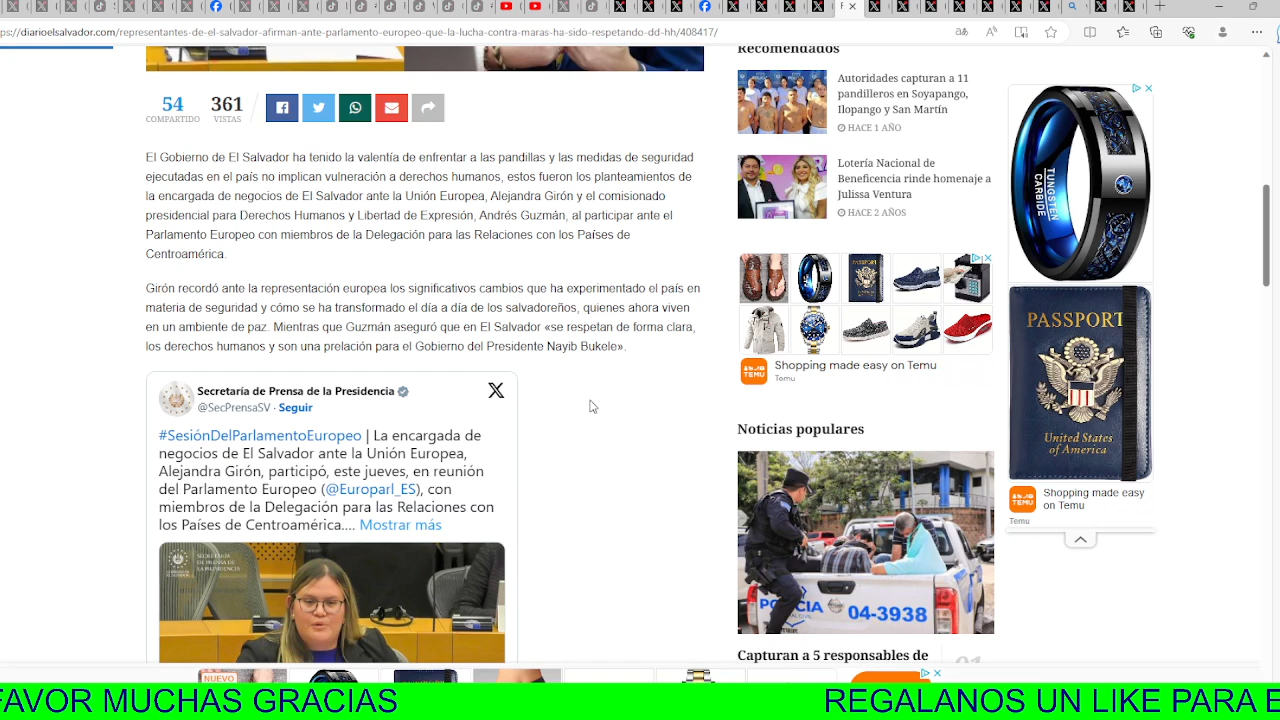 ps://diarioelsalvador.com/representantes-de-el-salvador-afirman-ante-parlamento-europeo-que-la-lucha-contra-maras-ha-sido-respetando-dd-hh/408417/
54
COMPARTIDO
361
VISTAS
El Gobierno de El Salvador ha tenido la valentía de enfrentar a las pandillas y las medidas de seguridad
ejecutadas en el país no implican vulneración a derechos humanos, estos fueron los planteamientos de
la encargada de negocios de El Salvador ante la Unión Europea, Alejandra Girón y el comisionado
presidencial para Derechos Humanos y Libertad de Expresión, Andrés Guzmán, al participar ante el
Parlamento Europeo con miembros de la Delegación para las Relaciones con los Países de
Centroamérica.
Girón recordó ante la representación europea los significativos cambios que ha experimentado el país en
materia de seguridad y cómo se ha transformado el día a día de los salvadoreños, quienes ahora viven
en un ambiente de paz. Mientras que Guzmán aseguró que en El Salvador «se respetan de forma clara,
los derechos humanos y son una prelación para el Gobierno del Presidente Nayib Bukele».
Secretaría de Prensa de la Presidencia
@SecPrensaSV · Seguir
#SesiónDelParlamentoEuropeo | La encargada de
negocios de El Salvador ante la Unión Europea,
Alejandra Girón, participó, este jueves, en reunión
del Parlamento Europeo (@Europarl_ES), con
miembros de la Delegación para las Relaciones con
los Países de Centroamérica.... Mostrar más
SECRETARÍA DE
PRENSA DE
LA PRESIDENCIA
Recomendados
Autoridades capturan a 11
pandilleros en Soyapango,
Ilopango y San Martín
HACE 1 AÑO
Lotería Nacional de
Beneficencia rinde homenaje a
Julissa Ventura
HACE 2 AÑOS
TEMU
Shopping made easy on Temu
Temu
Noticias populares
POLICÍA
04-3938
Capturan a 5 responsables de
01
TUNGSTEN
CARBIDE
PASSPORT
United States
of America
TEMU
Shopping made easy
on Temu
Temu
NUEVO
FAVOR MUCHAS GRACIAS
REGALANOS UN LIKE PARA E